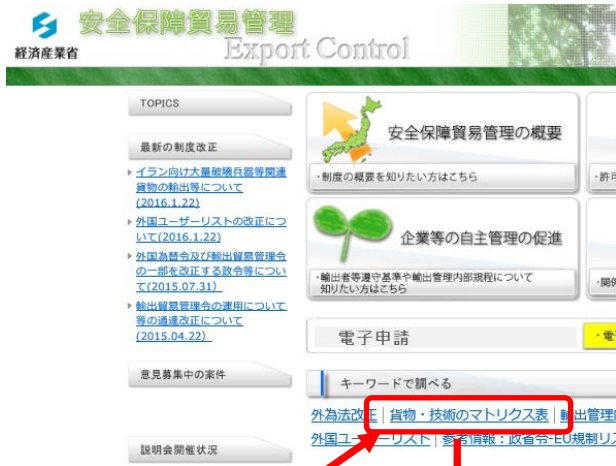 安全保障貿易管理
経済産業省
Export Control
TOPICS
最新の制度改正
イラン向け大量破壊兵器等関連
貨物の輸出等について
(2016.1.22)
外国ユーザーリストの改正につ
いて(2016.1.22)
外国為替令及び輸出貿易管理令
の一部を改正する政令等につい
て(2015.07.31)
輸出貿易管理令の運用について
等の通達改正について
(2015.04.22)
意見募集中の案件
説明会開催状況
安全保障貿易管理の概要
・制度の概要を知りたい方はこちら
・許可
企業等の自主管理の促進
・輸出者等遵守基準や輸出管理内部規程について
知りたい方はこちら
・関係
電子申請
・電
キーワードで調べる
外為法改正|貨物・技術のマトリクス表|輸出管理
外国ユーザーリスト|参考情報:政省令-EU規制リス